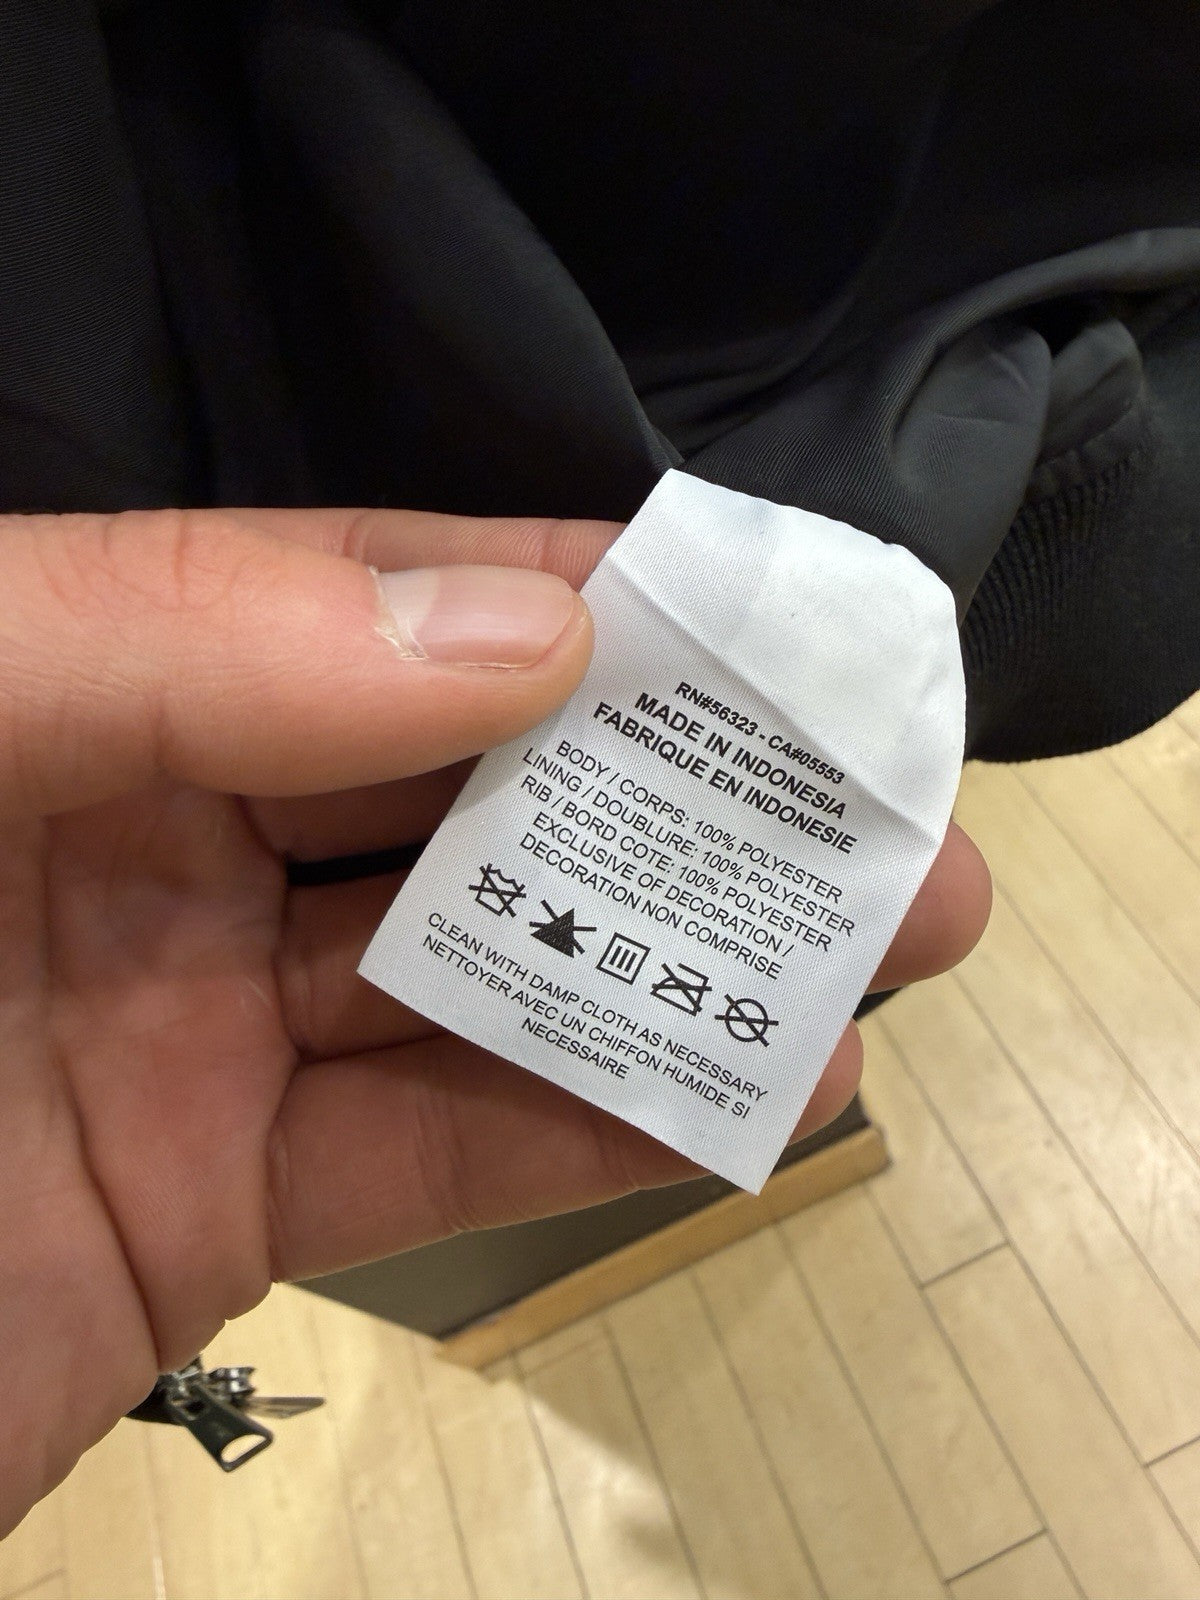 RN#56323 - CA#05553
MADE IN INDONESIA
FABRIQUE EN INDONESIE
BODY / CORPS: 100% POLYESTER
LINING / DOUBLURE: 100% POLYESTER
RIB / BORD COTE: 100% POLYESTER
EXCLUSIVE OF DECORATION /
DECORATION NON COMPRISE
CLEAN WITH DAMP CLOTH AS NECESSARY
NETTOYER AVEC UN CHIFFON HUMIDE SI
NECESSAIRE